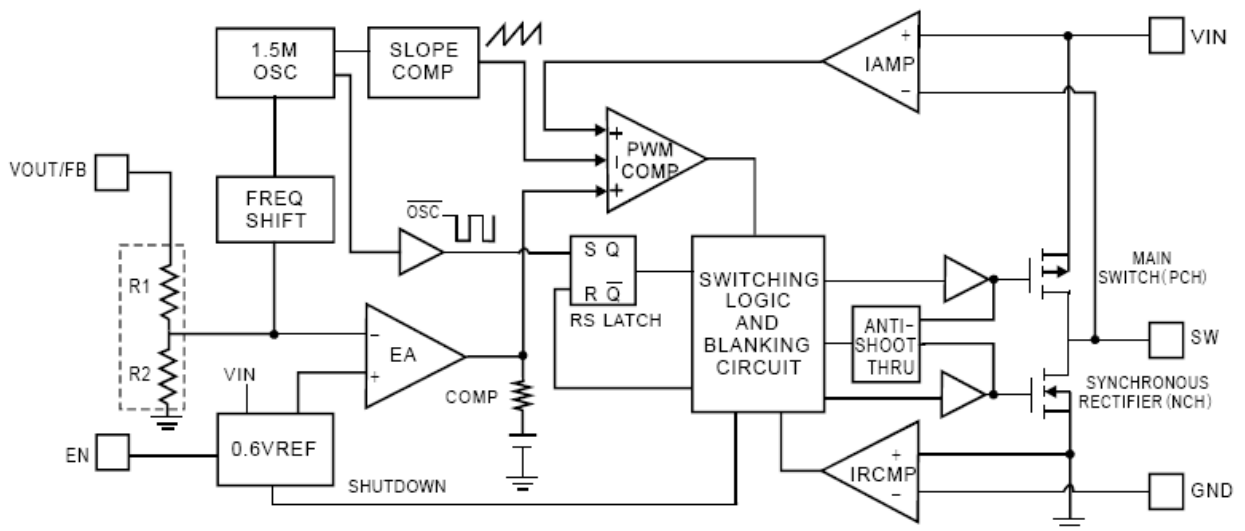 1.5M
OSC
SLOPE
COMP
+
IAMP
−
VIN
VOUT/FB
FREQ
SHIFT
OSC
+
−
+
PWM
COMP
R1
R2
S Q
R Q
RS LATCH
SWITCHING
LOGIC
AND
BLANKING
CIRCUIT
ANTI-
SHOOT
THRU
MAIN
SWITCH(PCH)
SW
SYNCHRONOUS
RECTIFIER(NCH)
−
EA
+
COMP
VIN
EN
0.6VREF
SHUTDOWN
+
IRCMP
−
GND